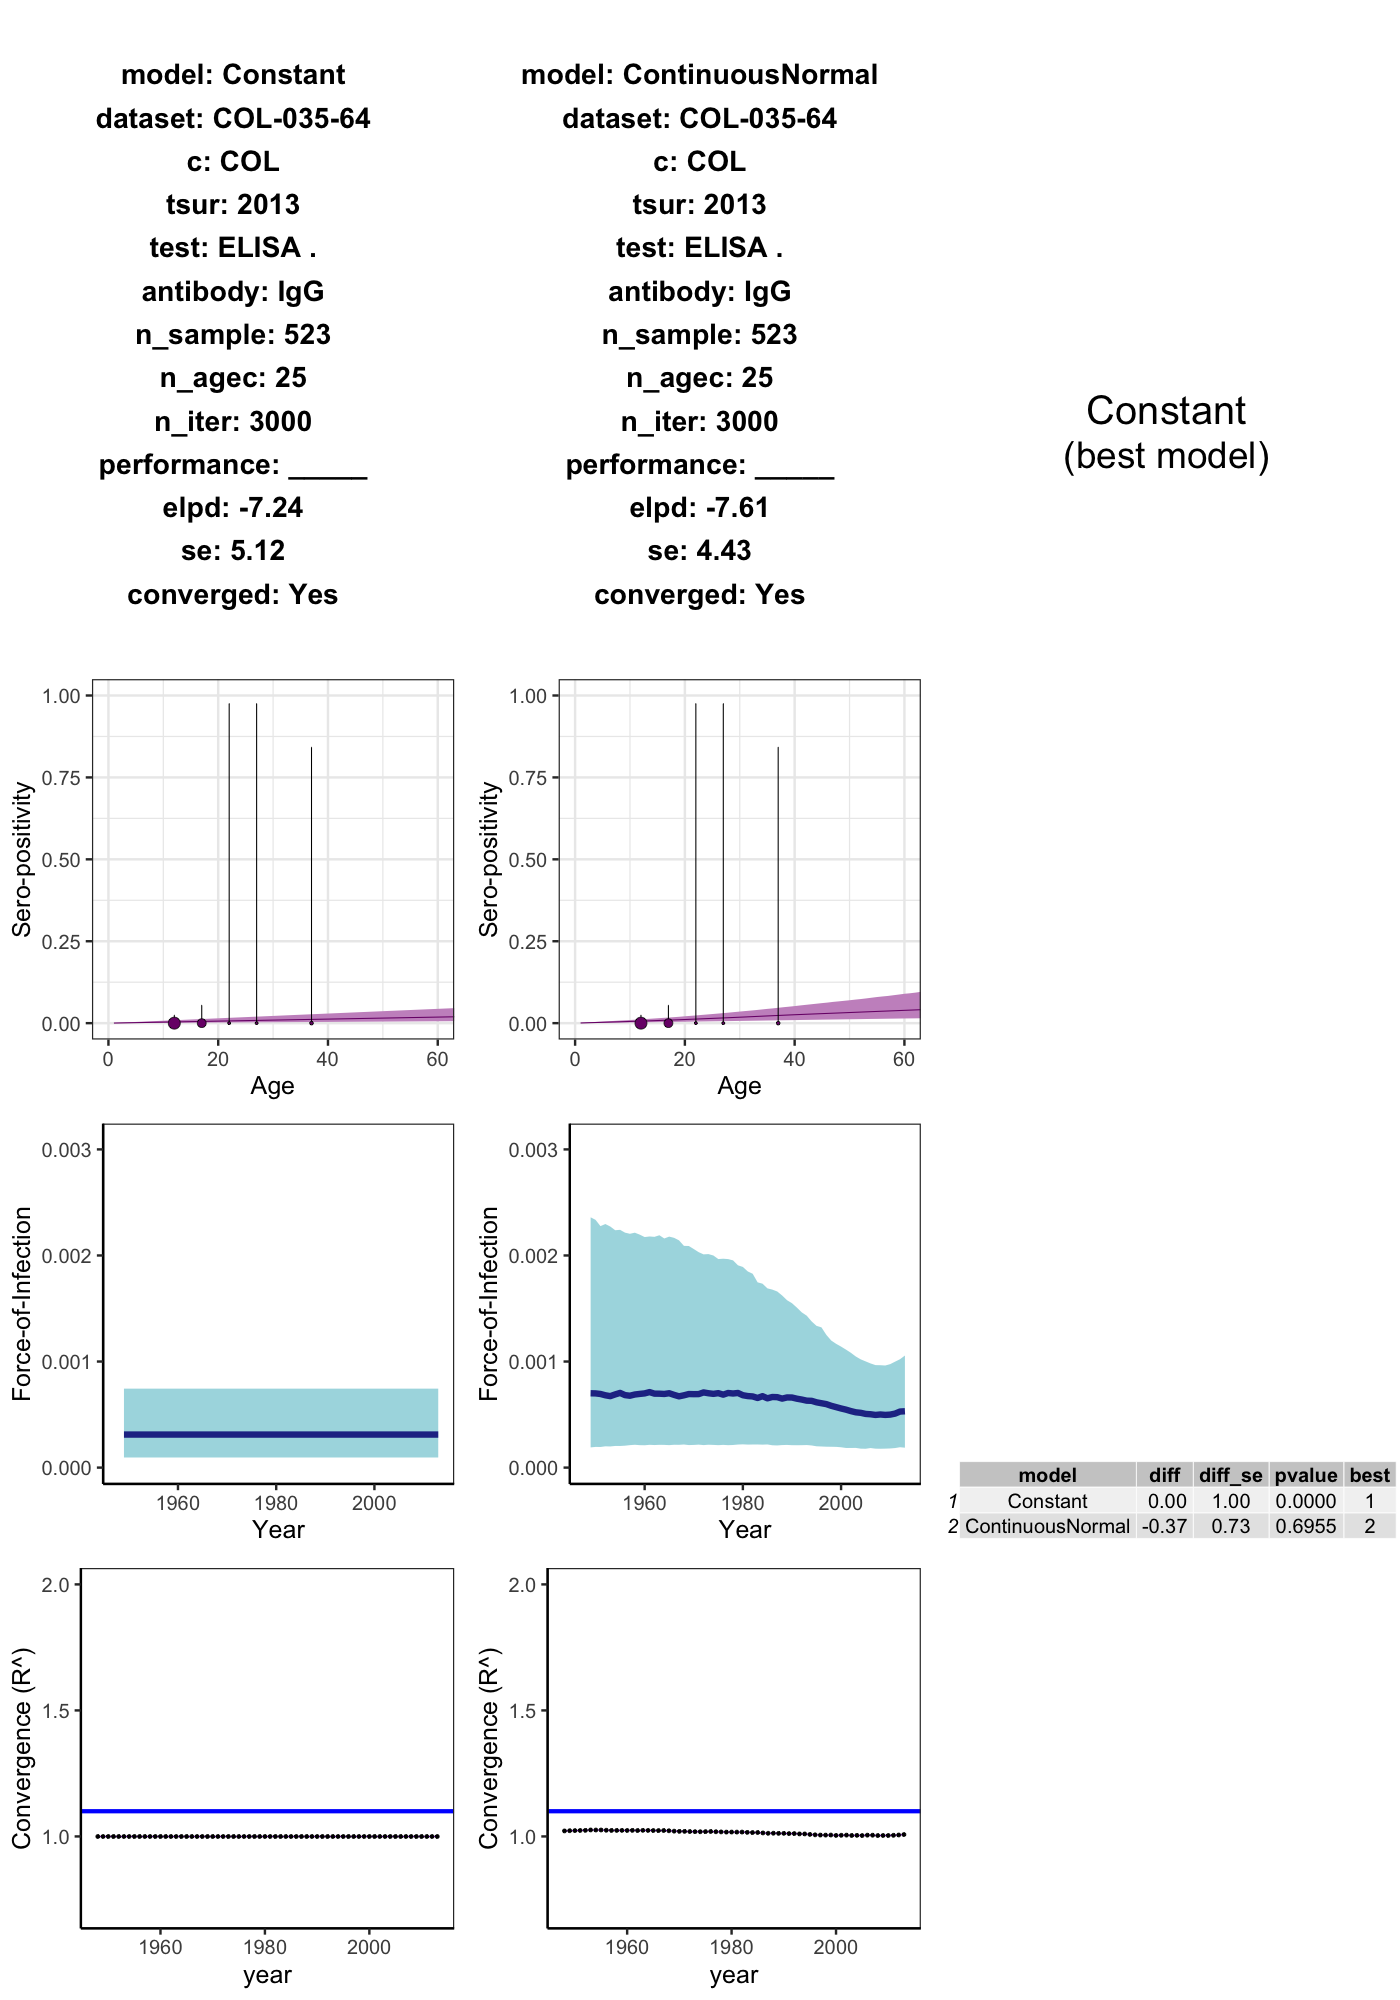 model: Constant
dataset: COL-035-64
c: COL
tsur: 2013
test: ELISA .
antibody: IgG
n_sample: 523
n_agec: 25
n_iter: 3000
performance: _____
elpd: -7.24
se: 5.12
converged: Yes
model: ContinuousNormal
dataset: COL-035-64
c: COL
tsur: 2013
test: ELISA .
antibody: IgG
n_sample: 523
n_agec: 25
n_iter: 3000
performance: _____
elpd: -7.61
se: 4.43
converged: Yes
Constant
(best model)
Sero-positivity
1.00
0.75
0.50
0.25
0.00
0 20 40 60
Age
Sero-positivity
1.00
0.75
0.50
0.25
0.00
0 20 40 60
Age
Force-of-Infection
0.003
0.002
0.001
0.000
1960 1980 2000
Year
Force-of-Infection
0.003
0.002
0.001
0.000
1960 1980 2000
Year
model diff diff_se pvalue best
1 Constant 0.00 1.00 0.0000 1
2 ContinuousNormal -0.37 0.73 0.6955 2
Convergence (R^)
2.0
1.5
1.0
1960 1980 2000
year
Convergence (R^)
2.0
1.5
1.0
1960 1980 2000
year